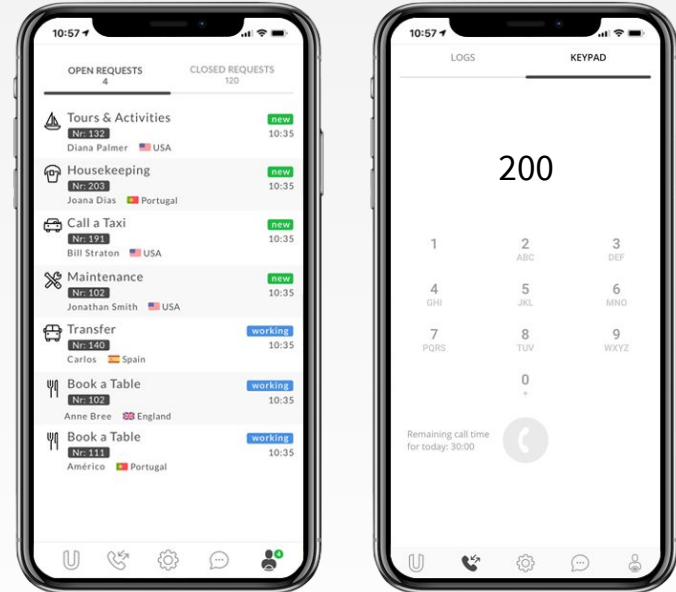 10:57
OPEN REQUESTS
4
CLOSED REQUESTS
120
Tours & Activities
new
Nr: 132
10:35
Diana Palmer USA
Housekeeping
new
Nr: 203
10:35
Joana Dias Portugal
Call a Taxi
new
Nr: 191
10:35
Bill Straton USA
Maintenance
new
Nr: 102
10:35
Jonathan Smith USA
Transfer
working
Nr: 140
10:35
Carlos Spain
Book a Table
working
Nr: 102
10:35
Anne Bree England
Book a Table
working
Nr: 111
10:35
Américo Portugal
4
10:57
LOGS
KEYPAD
200
1 2 3
ABC DEF
4 5 6
GHI JKL MNO
7 8 9
PQRS TUV WXYZ
0
+
Remaining call time
for today: 30:00